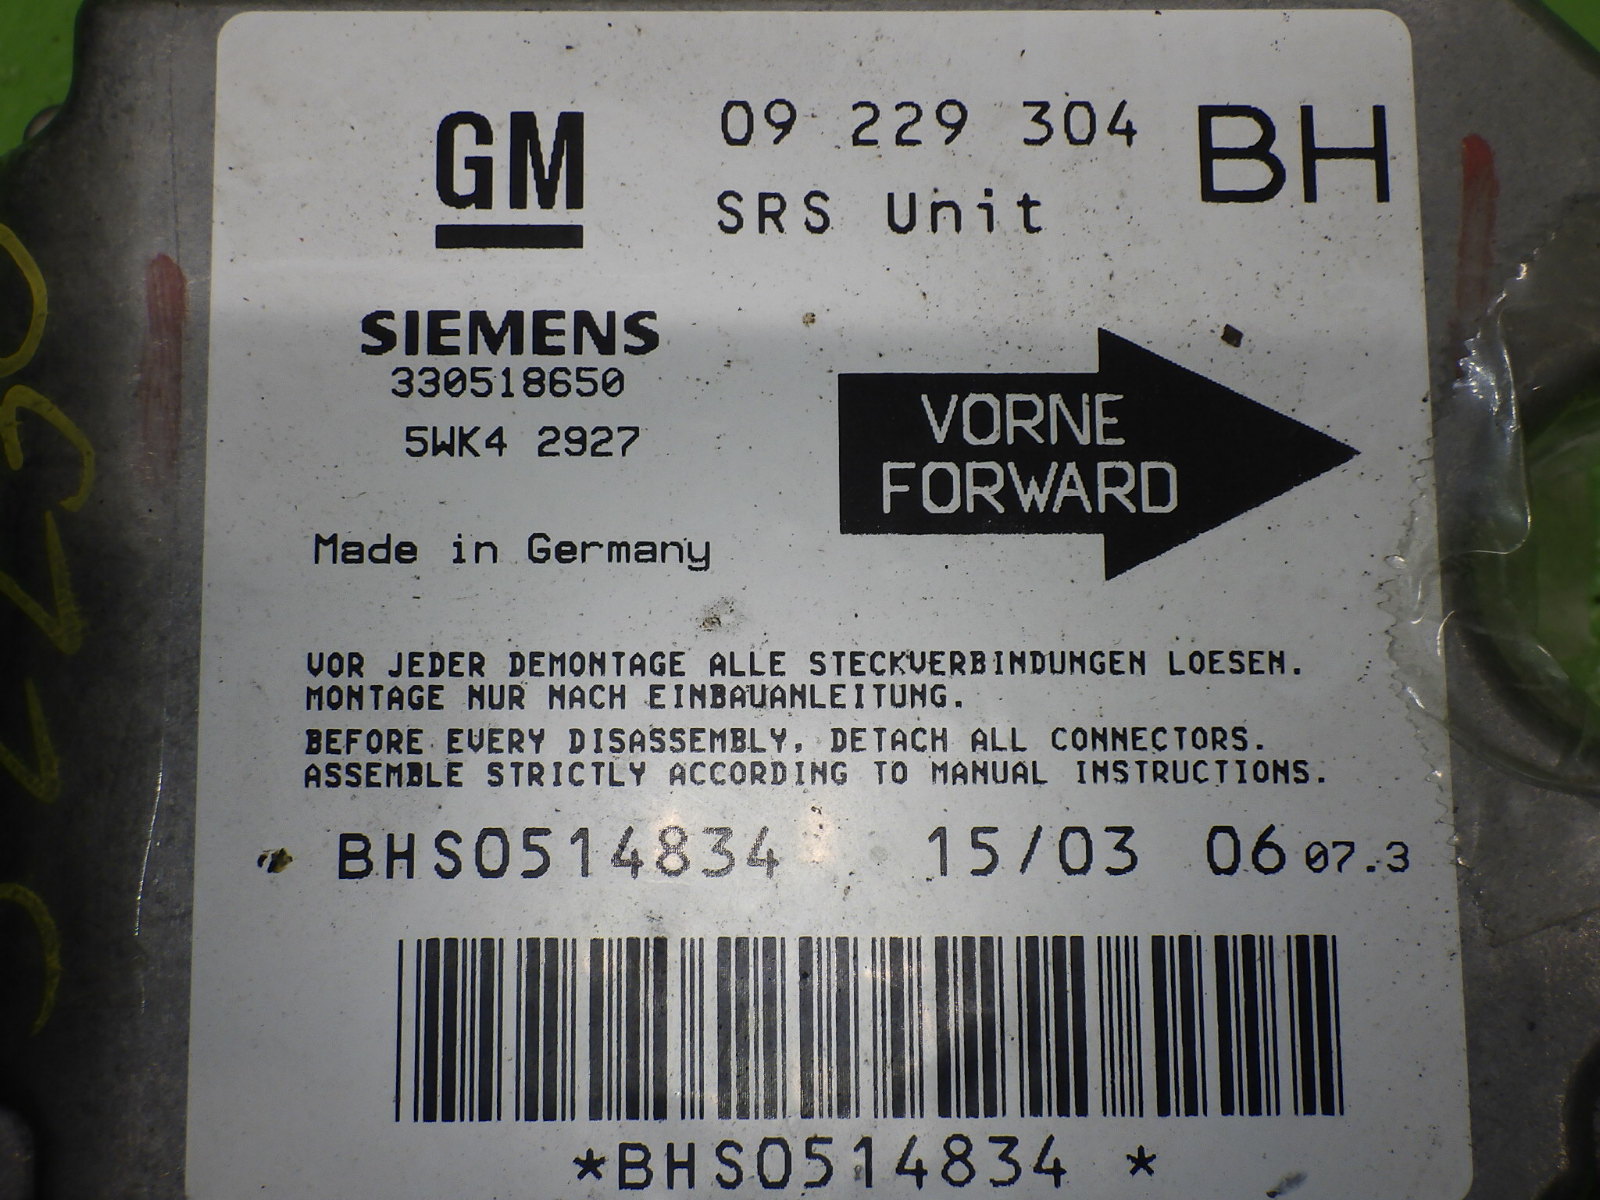 GM
09 229 304
BH
SRS Unit
SIEMENS
330518650
5WK4 2927
VORNE
FORWARD
Made in Germany
VOR JEDER DEMONTAGE ALLE STECKVERBINDUNGEN LOESEN.
MONTAGE NUR NACH EINBAUANLEITUNG.
BEFORE EVERY DISASSEMBLY, DETACH ALL CONNECTORS.
ASSEMBLE STRICTLY ACCORDING TO MANUAL INSTRUCTIONS.
BHS0514834 15/03 06 07.3
*BHS0514834 *